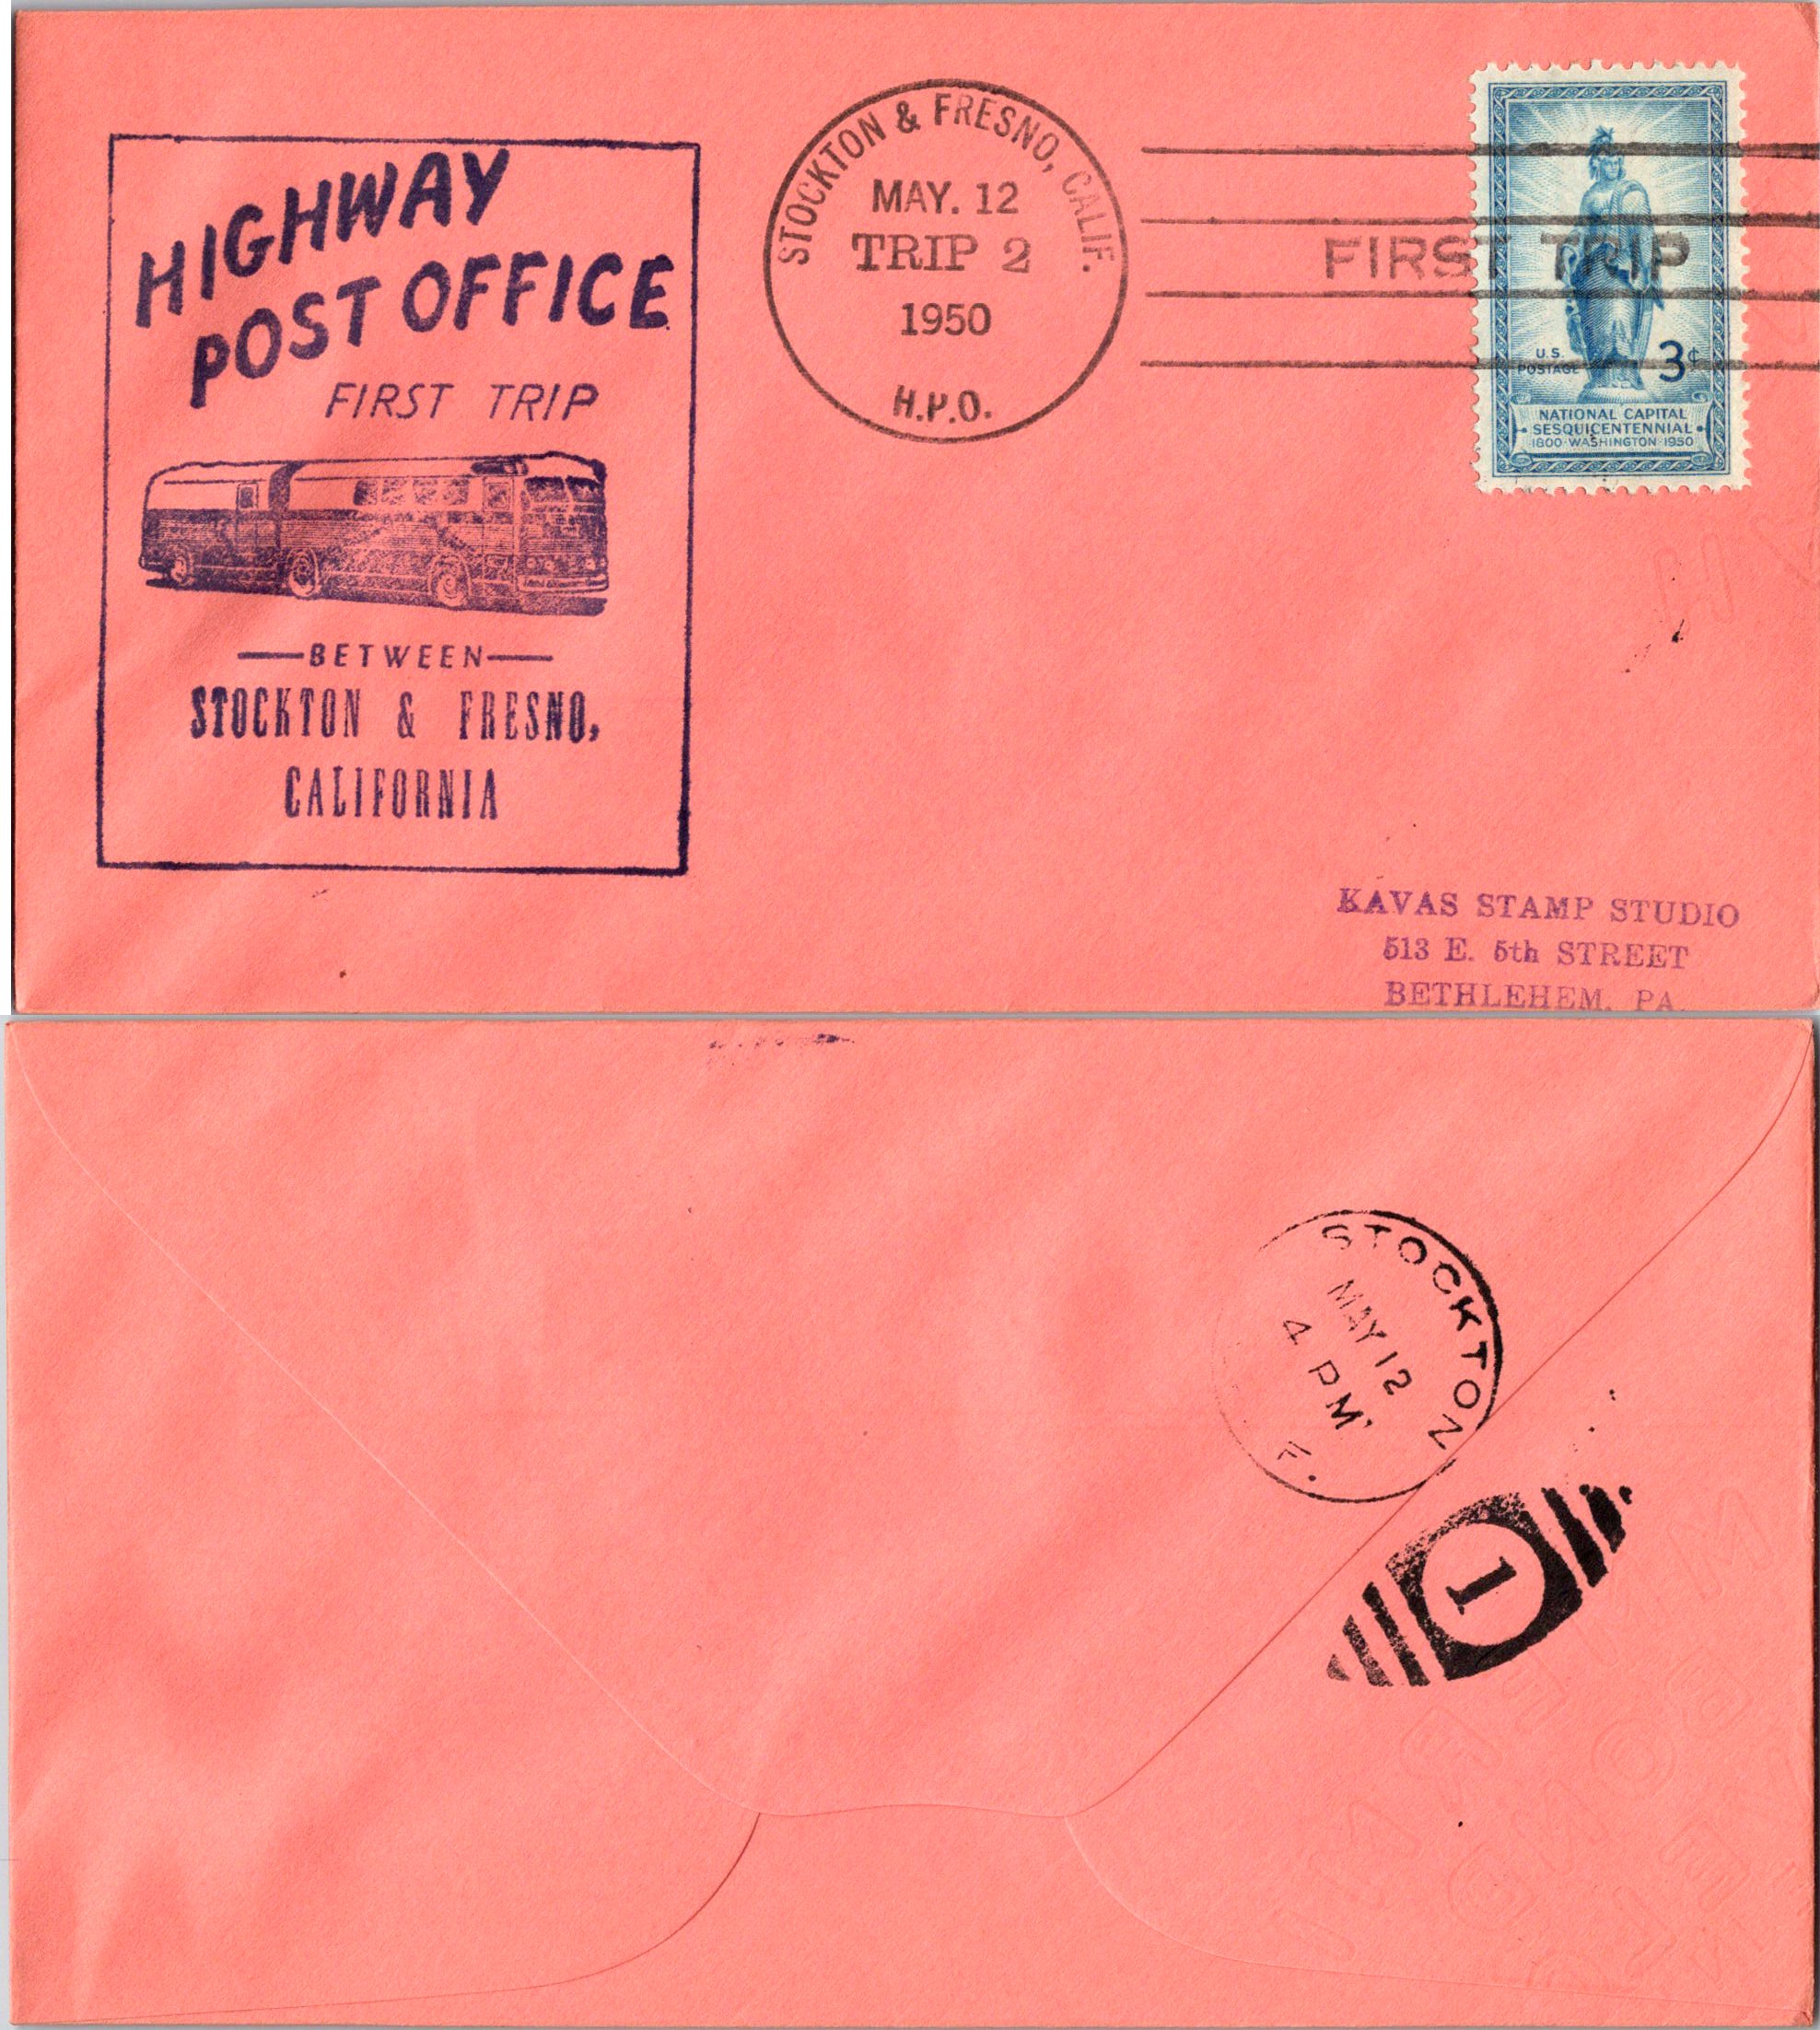 HIGHWAY
POST OFFICE
FIRST TRIP
BETWEEN
STOCKTON & FRESNO,
CALIFORNIA
STOCKTON & FRESNO, CALIF.
MAY. 12
TRIP 2
1950
H.P.O.
FIRST TRIP
U.S.
POSTAGE
3¢
NATIONAL CAPITAL
SESQUICENTENNIAL
1800·WASHINGTON·1950
KAVAS STAMP STUDIO
513 E. 5th STREET
BETHLEHEM, PA.
STOCKTON
MAY 12
4 PM
F.
1